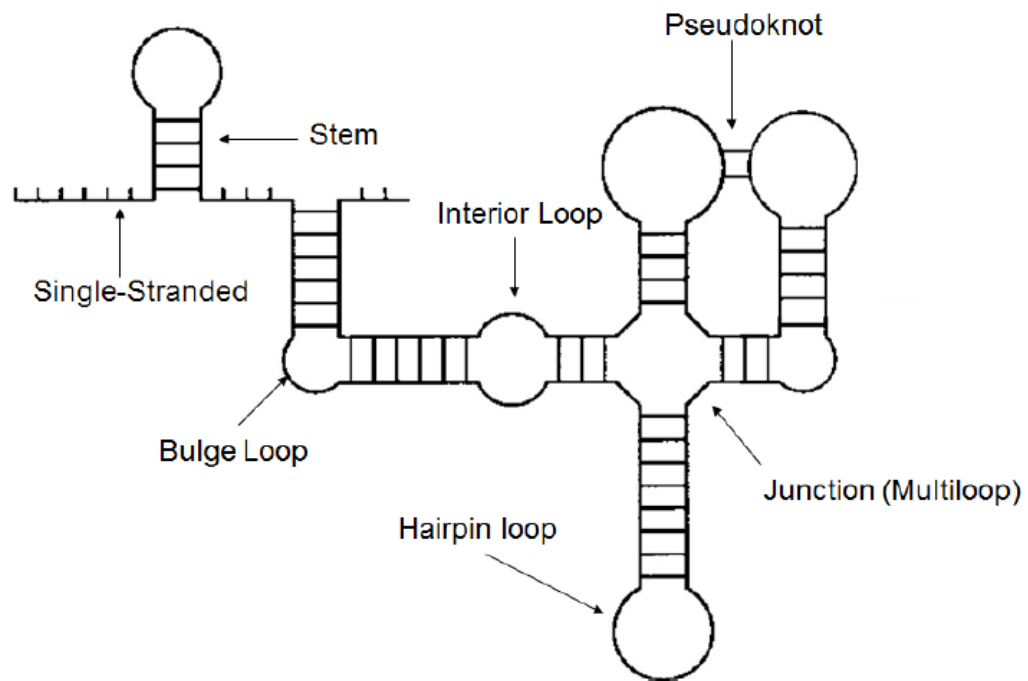 Pseudoknot
Stem
Interior Loop
Single-Stranded
Bulge Loop
Junction (Multiloop)
Hairpin loop